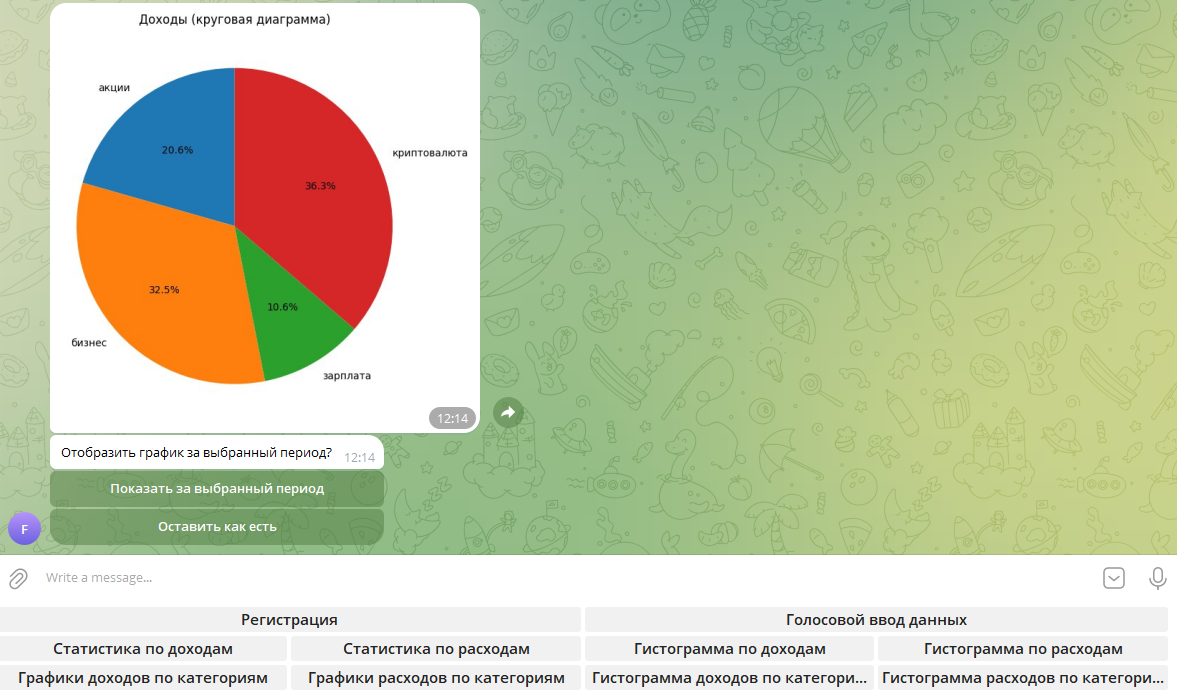 Доходы (круговая диаграмма)
акции
20.6%
криптовалюта
36.3%
32.5%
10.6%
бизнес
зарплата
12:14
Отобразить график за выбранный период? 12:14
Показать за выбранный период
F
Оставить как есть
Write a message...
Регистрация Голосовой ввод данных
Статистика по доходам Статистика по расходам Гистограмма по доходам Гистограмма по расходам
Графики доходов по категориям Графики расходов по категориям Гистограмма доходов по категори... Гистограмма расходов по категори...